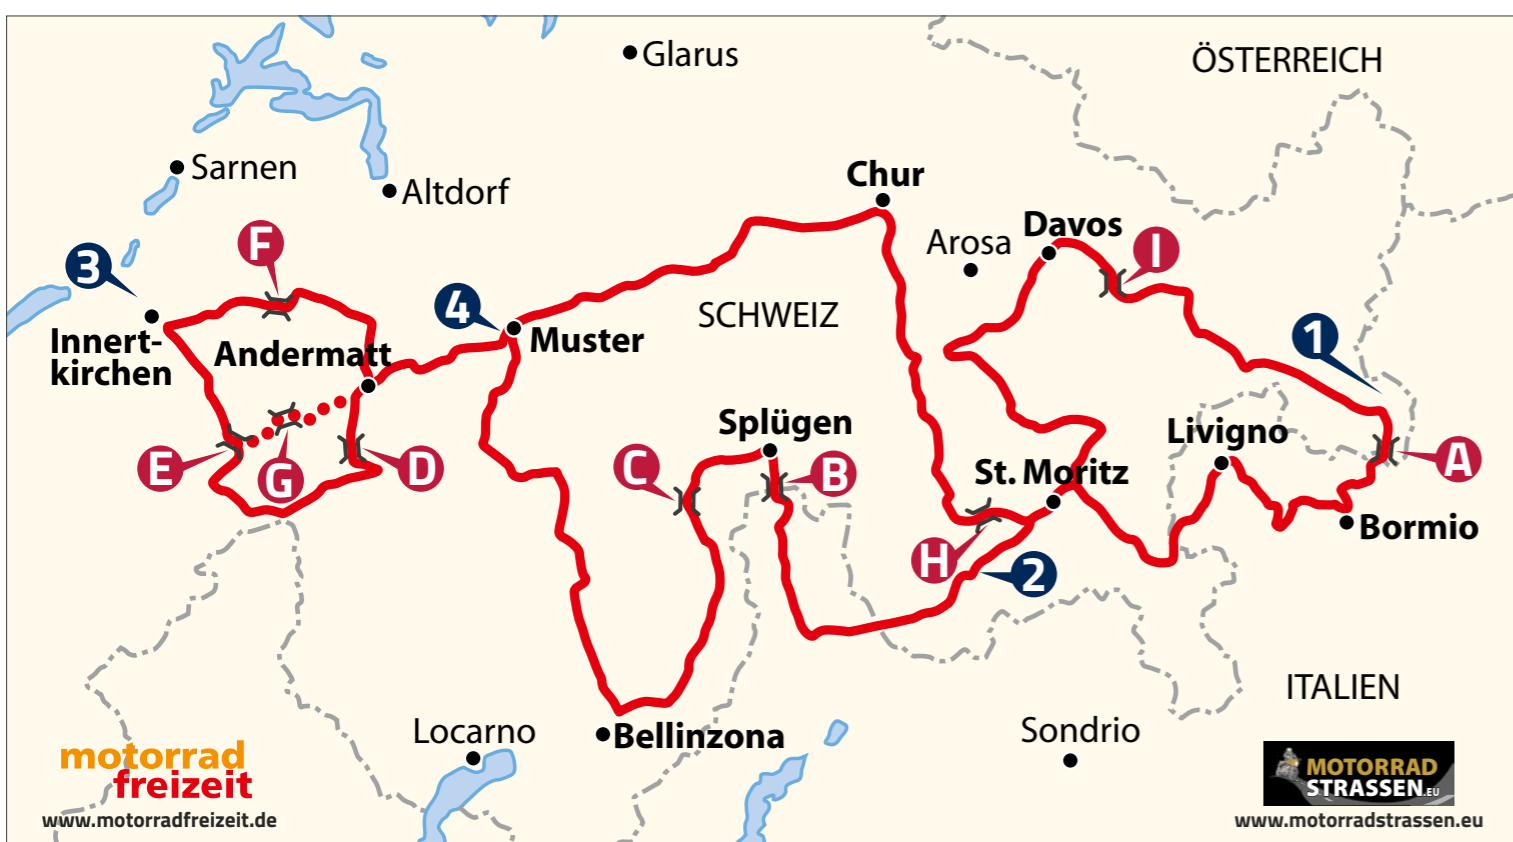 Glarus
ÖSTERREICH
Sarnen
Altdorf
Chur
Davos
Arosa
F
I
3
4
SCHWEIZ
1
Innert-
kirchen
Andermatt
Muster
Splügen
Livigno
E
G
D
C
B
St. Moritz
A
Bormio
H
2
ITALIEN
Locarno
Bellinzona
Sondrio
motorrad
freizeit
www.motorradfreizeit.de
MOTORRAD
STRASSEN.EU
www.motorradstrassen.eu